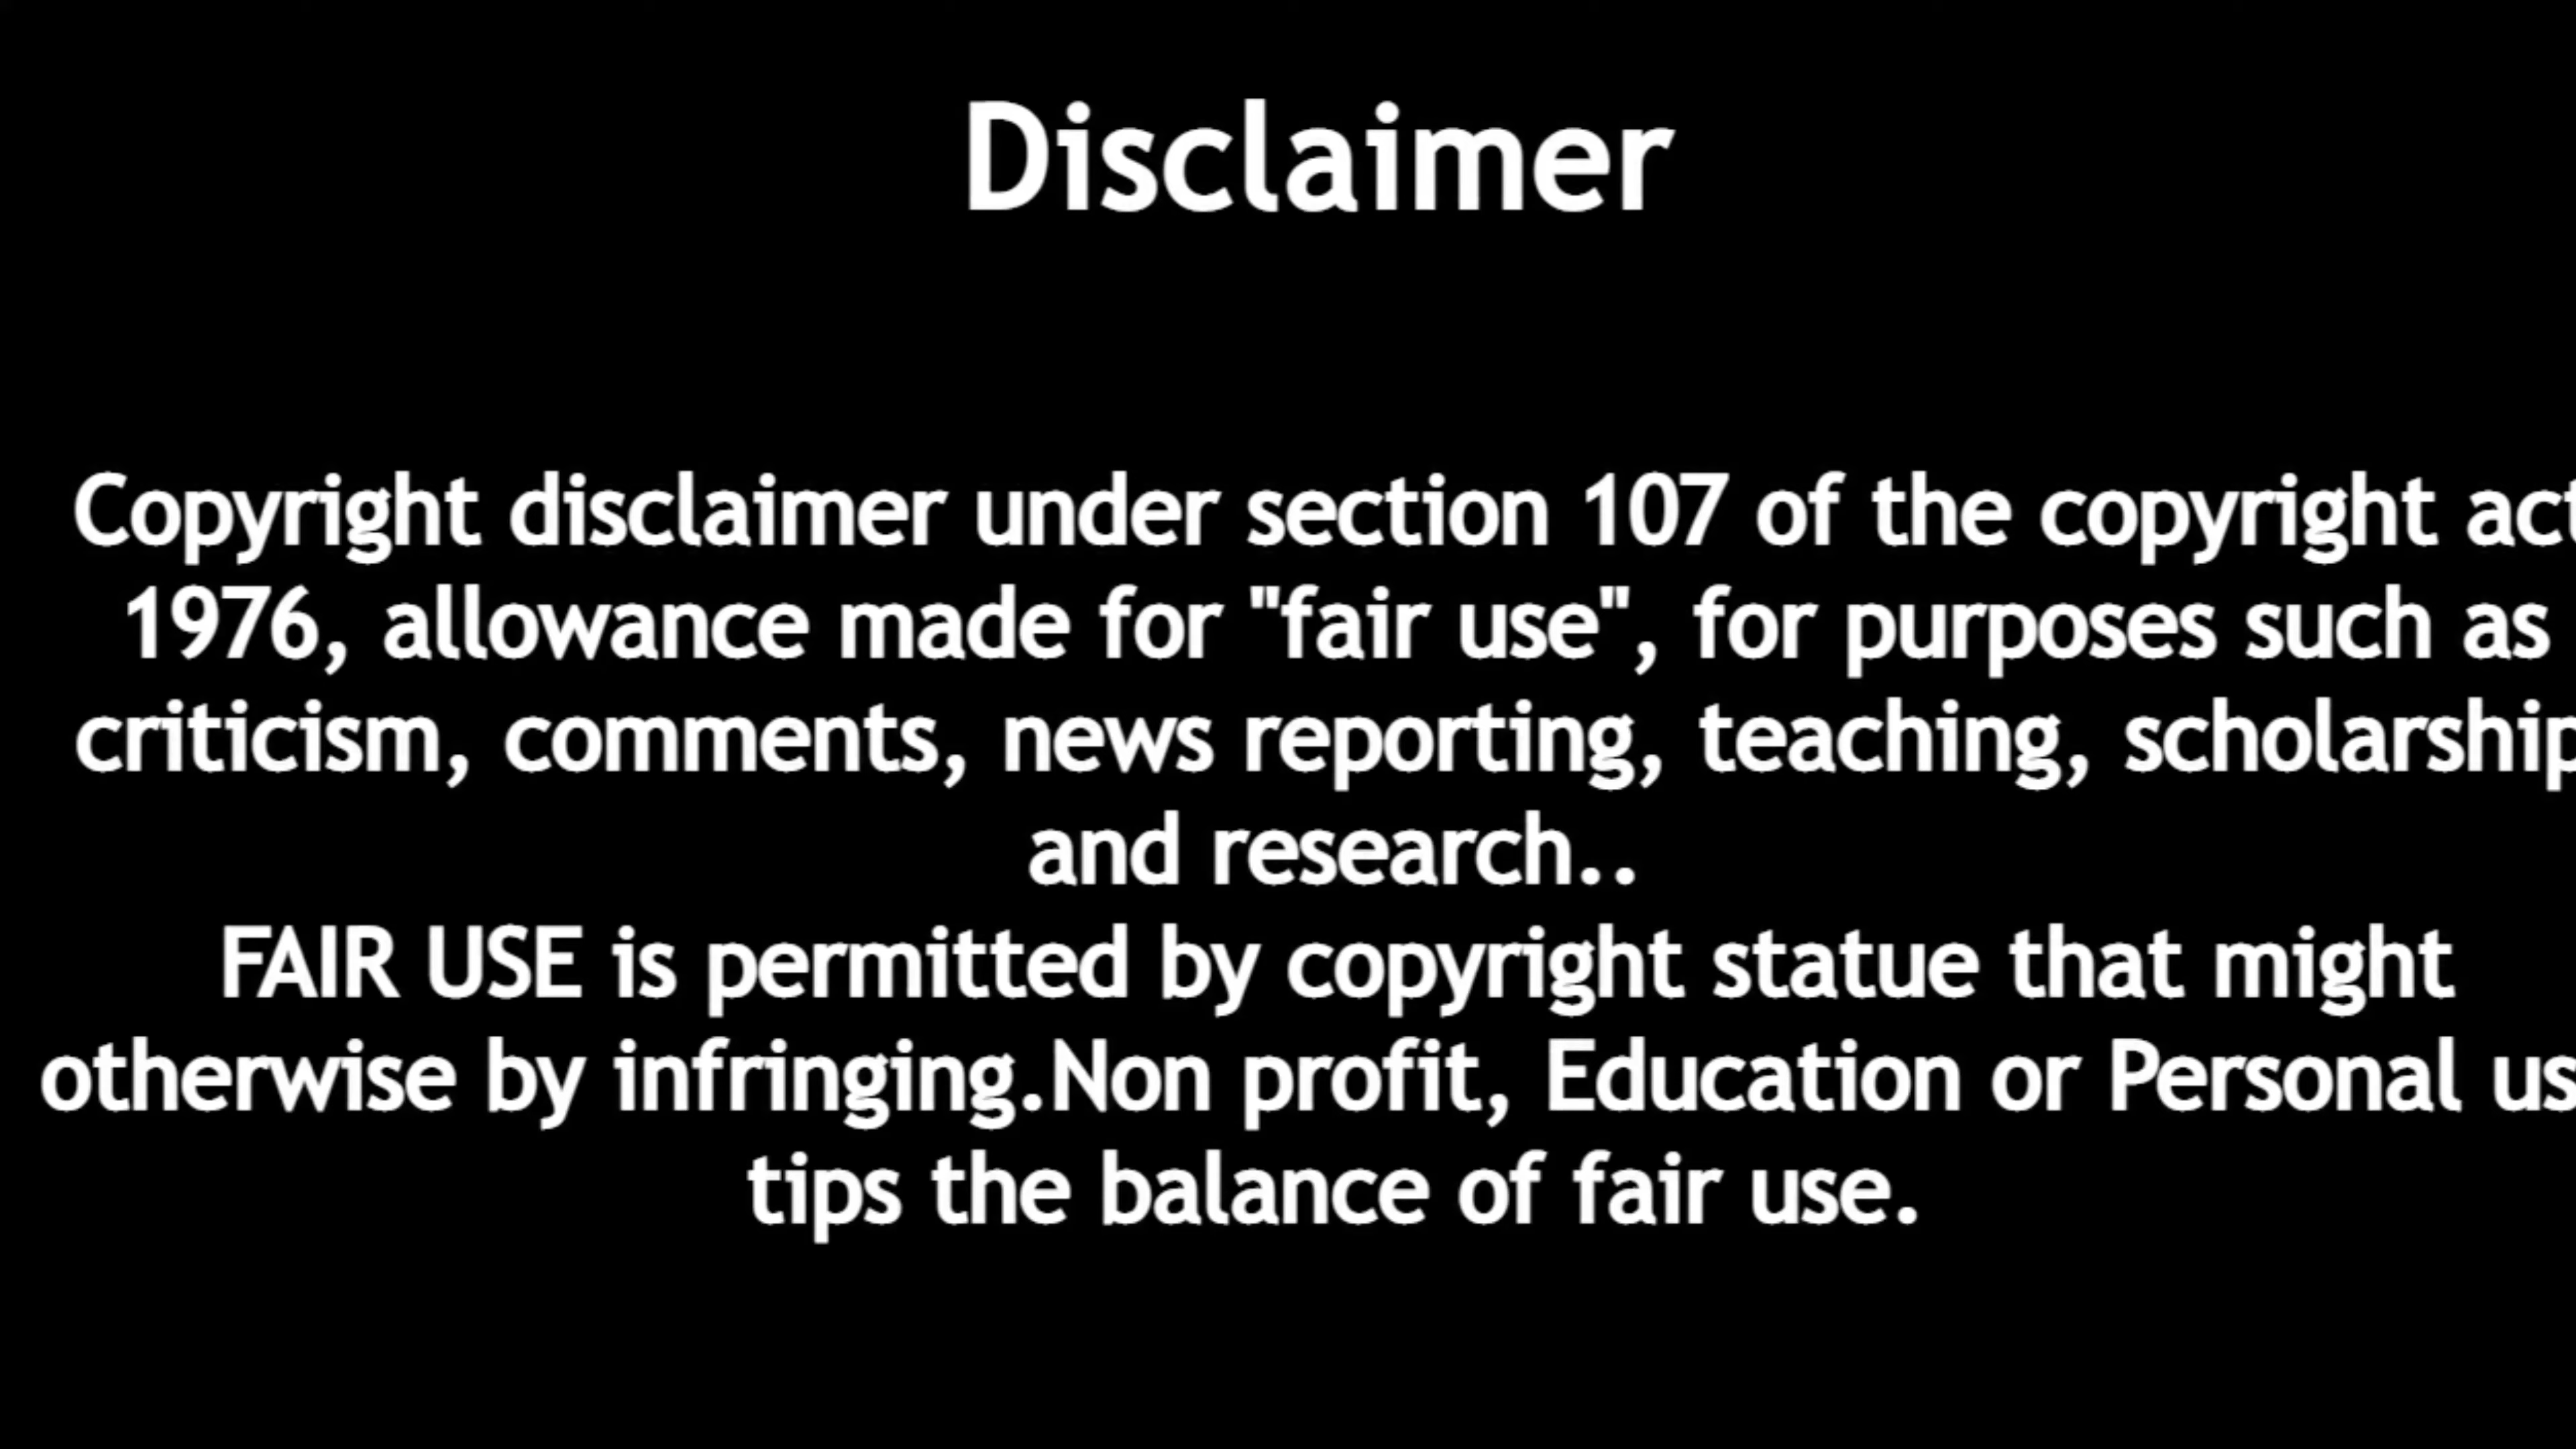 Disclaimer
Copyright disclaimer under section 107 of the copyright act
1976, allowance made for "fair use", for purposes such as
criticism, comments, news reporting, teaching, scholarship
and research..
FAIR USE is permitted by copyright statue that might
otherwise by infringing.Non profit, Education or Personal us
tips the balance of fair use.